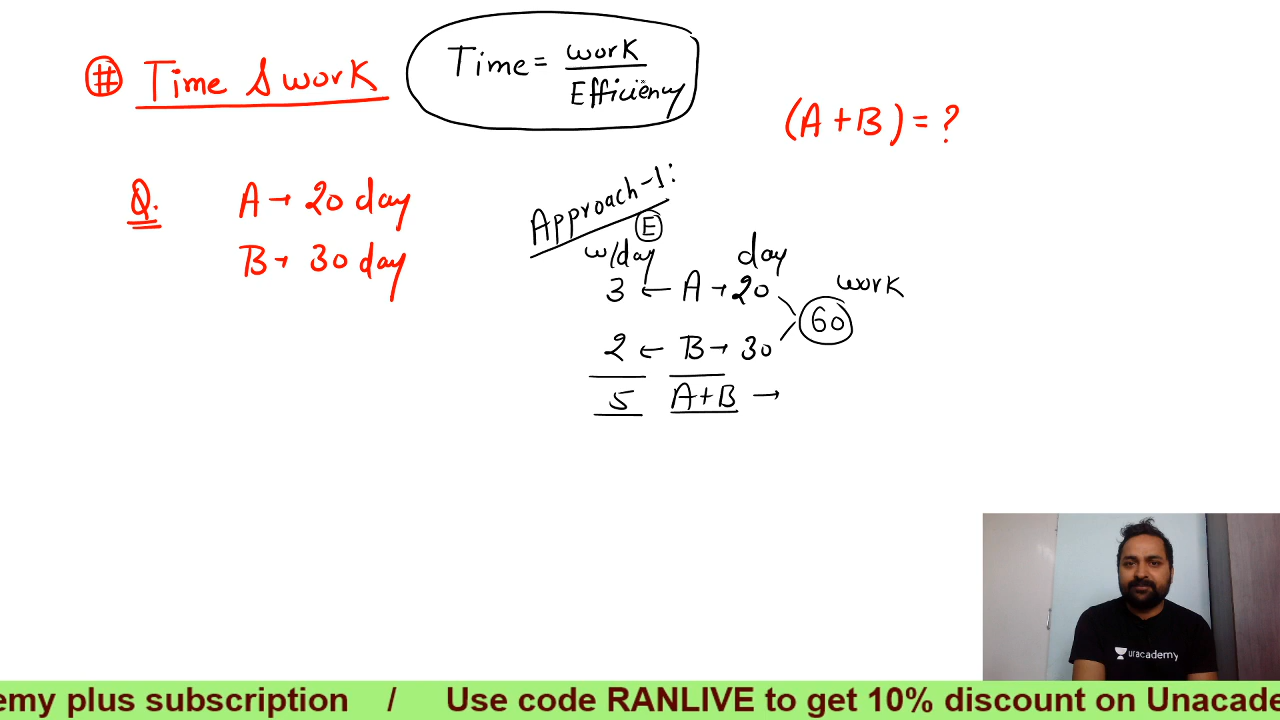 # Time & work
Time = work / Efficiency
(A + B) = ?
Q. A → 20 day
B → 30 day
Approach-1:
E
w/day day
3 ← A → 20 work
60
2 ← B → 30
5 A+B →
uracademy
emy plus subscription / Use code RANLIVE to get 10% discount on Unacade